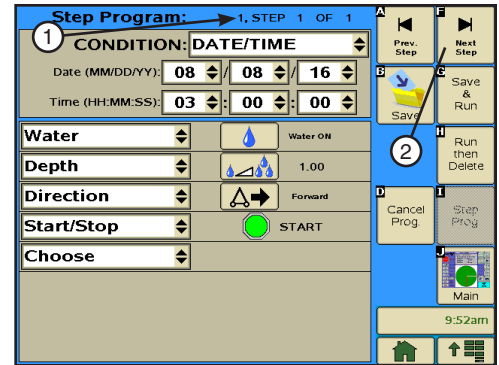 Step Program: 1, STEP 1 OF 1
1
CONDITION: DATE/TIME
Date (MM/DD/YY): 08 / 08 / 16
Time (HH:MM:SS): 03 : 00 : 00
Water Water ON
Depth 1.00
Direction Forward
Start/Stop START
Choose
A Prev. Step
F Next Step
B Save
G Save & Run
2
H Run then Delete
D Cancel Prog.
I Step Prog
J Main
9:52am